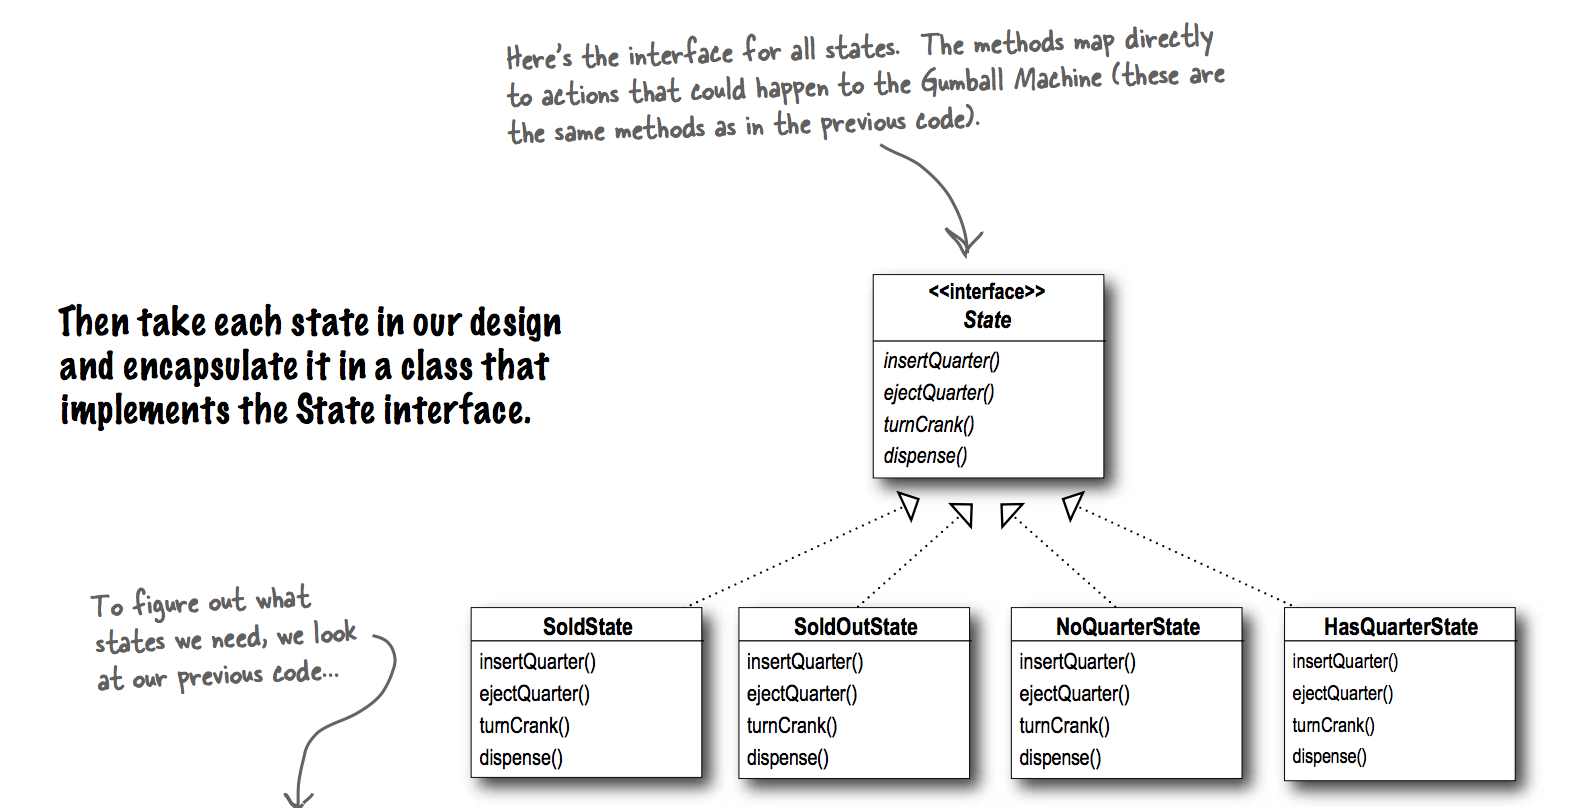 Here's the interface for all states. The methods map directly
to actions that could happen to the Gumball Machine (these are
the same methods as in the previous code).
Then take each state in our design
and encapsulate it in a class that
implements the State interface.
<<interface>>
State
insertQuarter()
ejectQuarter()
turnCrank()
dispense()
To figure out what
states we need, we look
at our previous code...
SoldState
insertQuarter()
ejectQuarter()
turnCrank()
dispense()
SoldOutState
insertQuarter()
ejectQuarter()
turnCrank()
dispense()
NoQuarterState
insertQuarter()
ejectQuarter()
turnCrank()
dispense()
HasQuarterState
insertQuarter()
ejectQuarter()
turnCrank()
dispense()